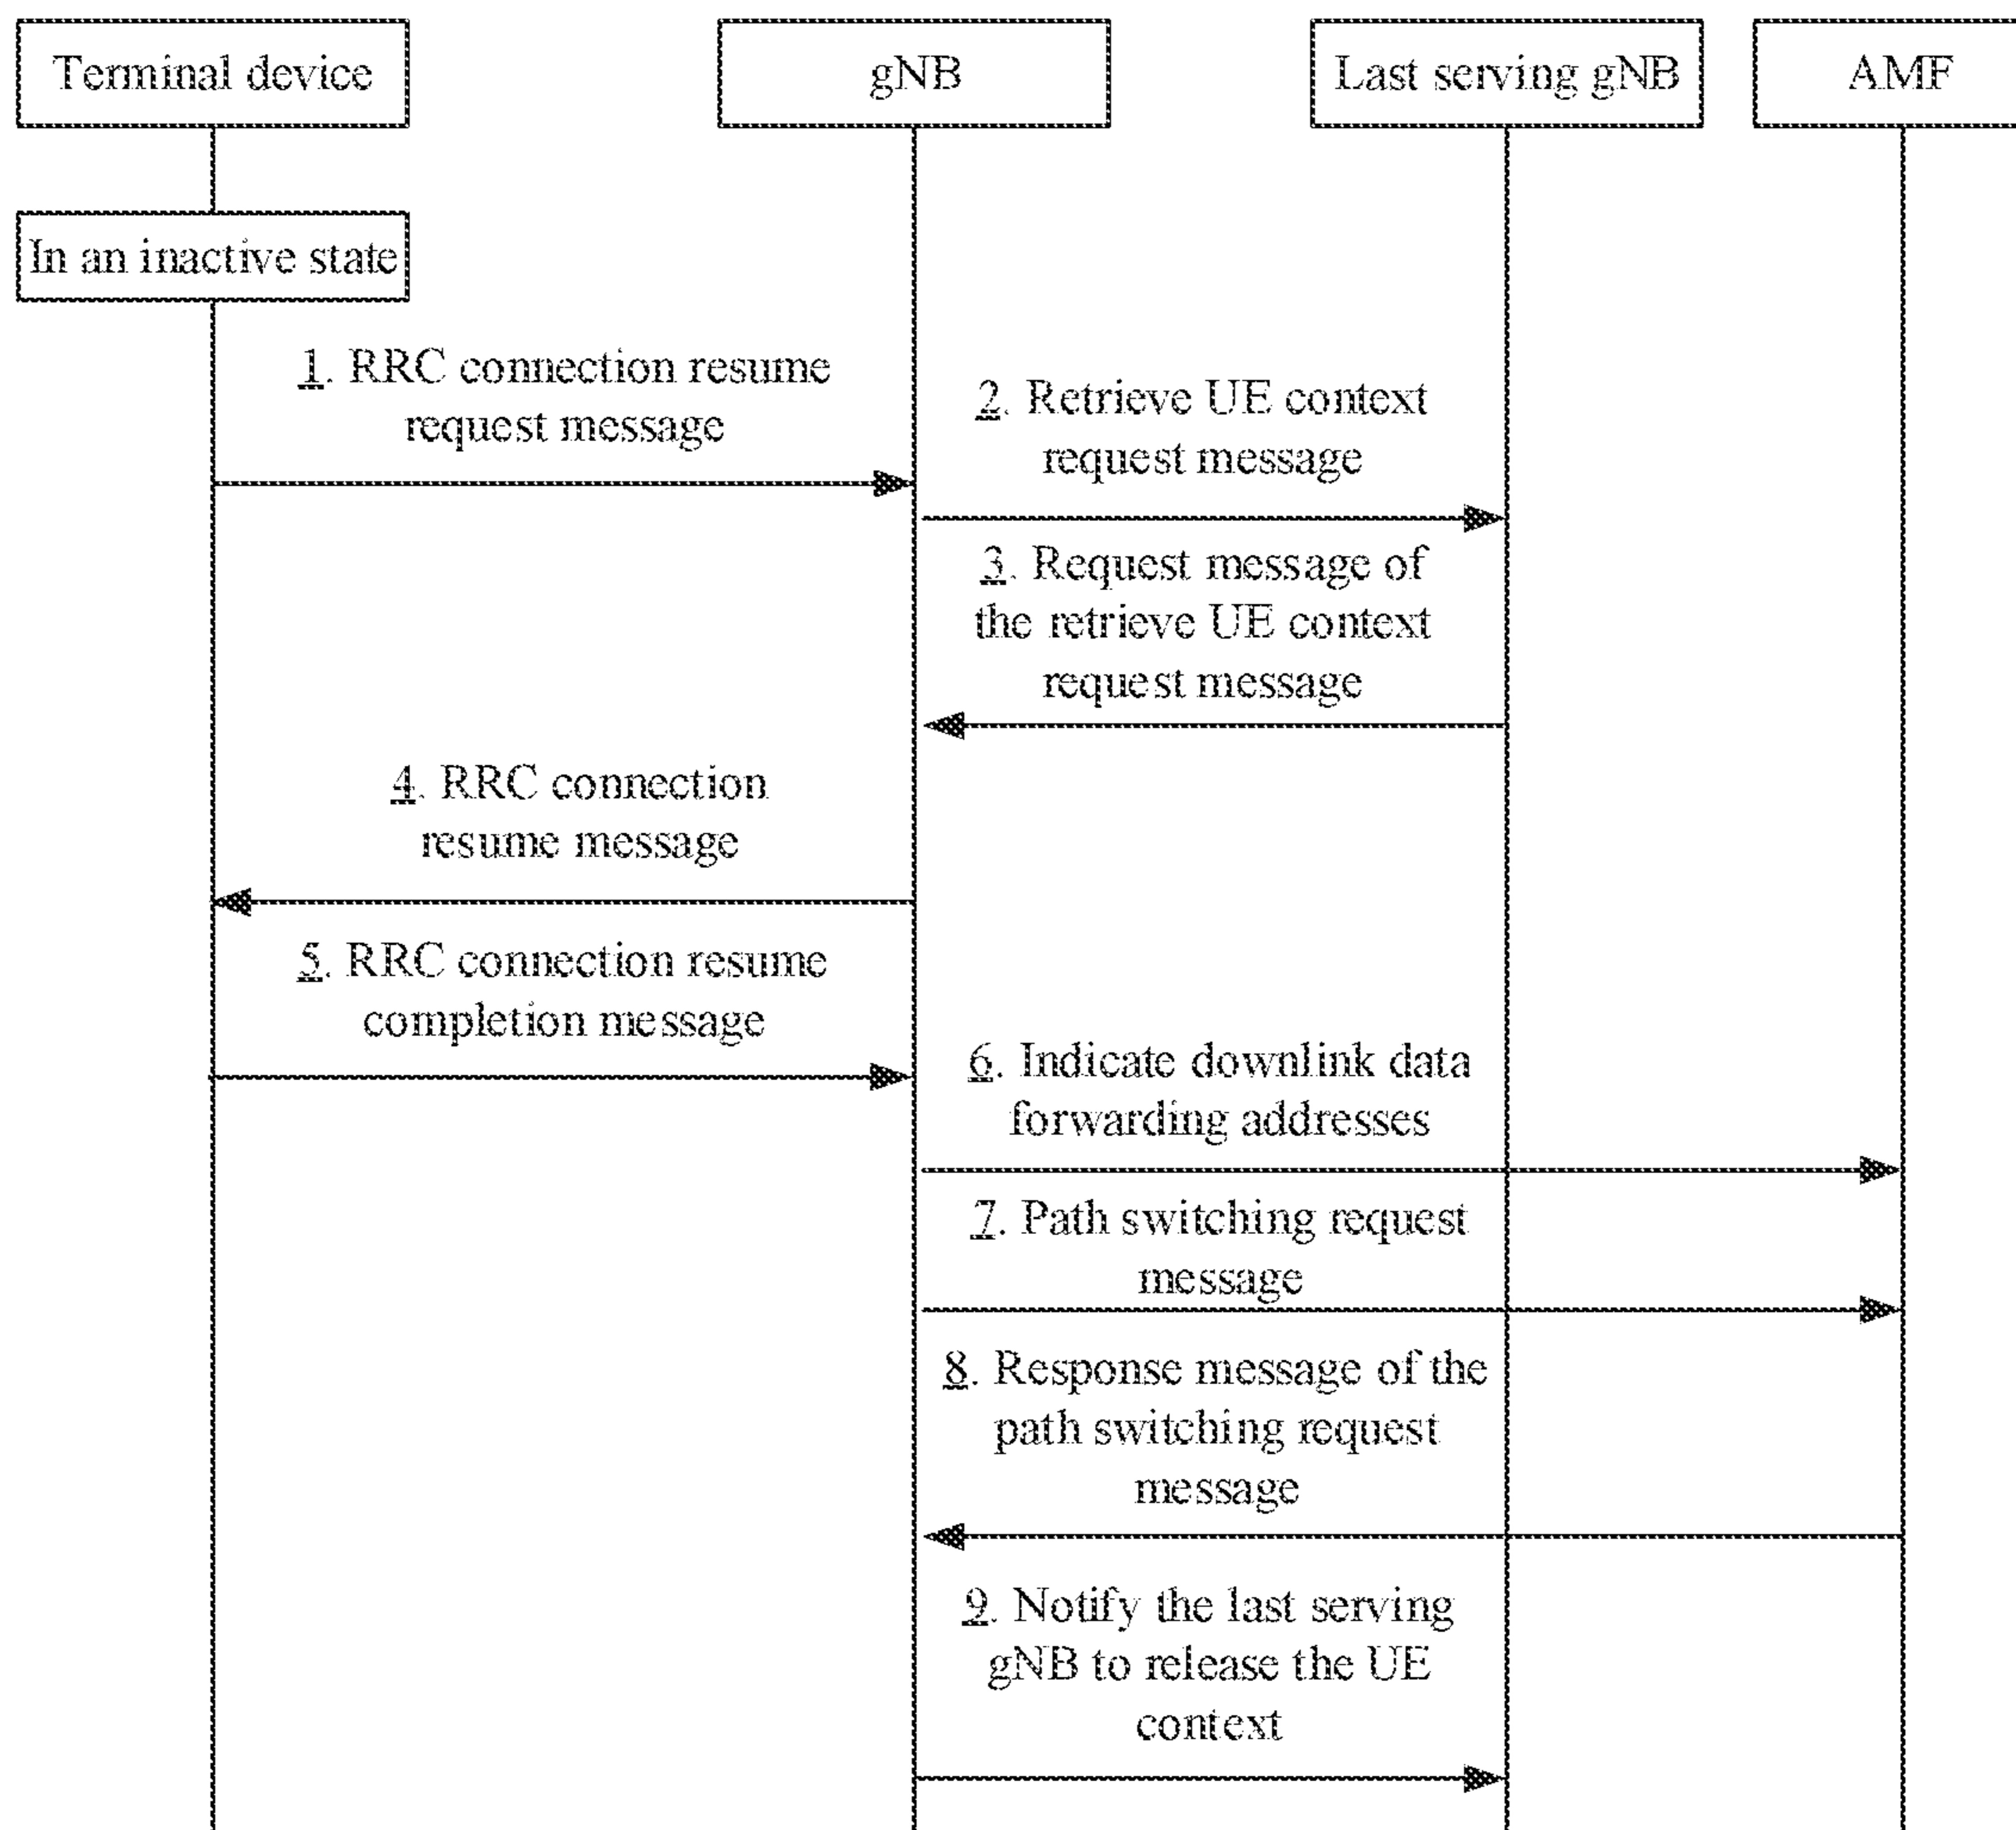 Terminal device
gNB
Last serving gNB
AMF
In an inactive state
1. RRC connection resume
request message
2. Retrieve UE context
request message
3. Request message of
the retrieve UE context
request message
4. RRC connection
resume message
5. RRC connection resume
completion message
6. Indicate downlink data
forwarding addresses
7. Path switching request
message
8. Response message of the
path switching request
message
9. Notify the last serving
gNB to release the UE
context